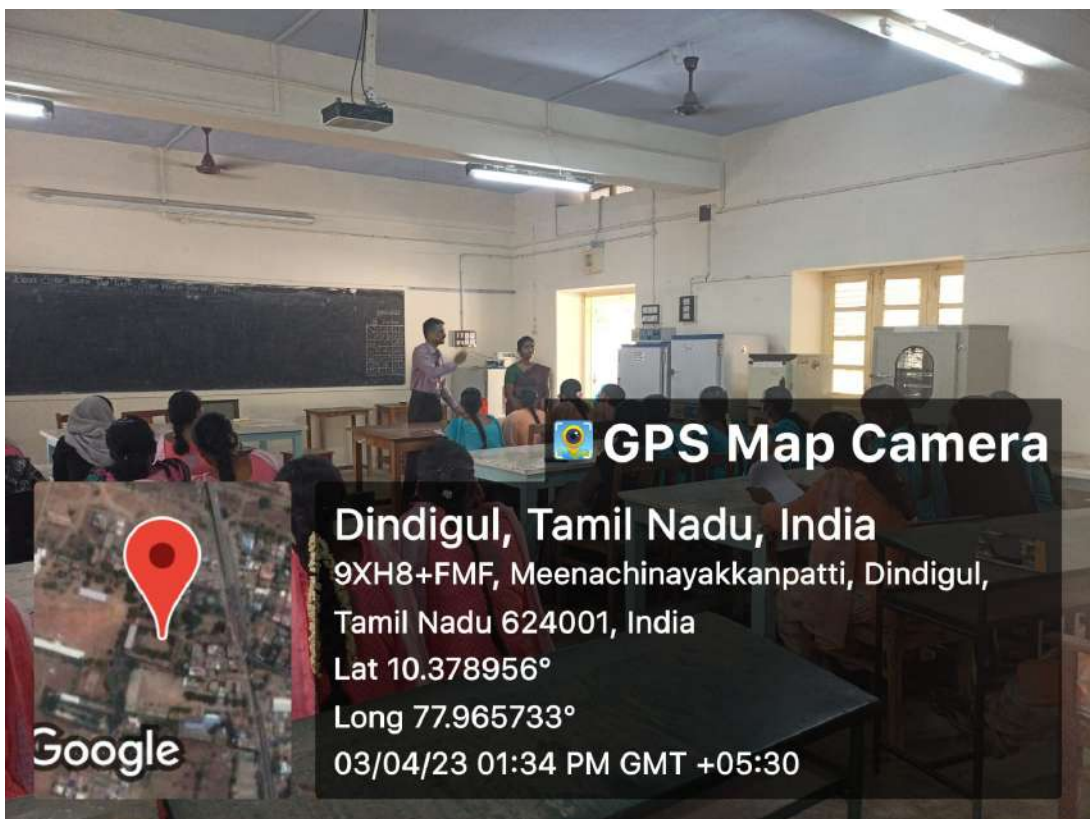 GPS Map Camera
Dindigul, Tamil Nadu, India
9XH8+FMF, Meenachinayakkanpatti, Dindigul,
Tamil Nadu 624001, India
Lat 10.378956°
Long 77.965733°
03/04/23 01:34 PM GMT +05:30
Google